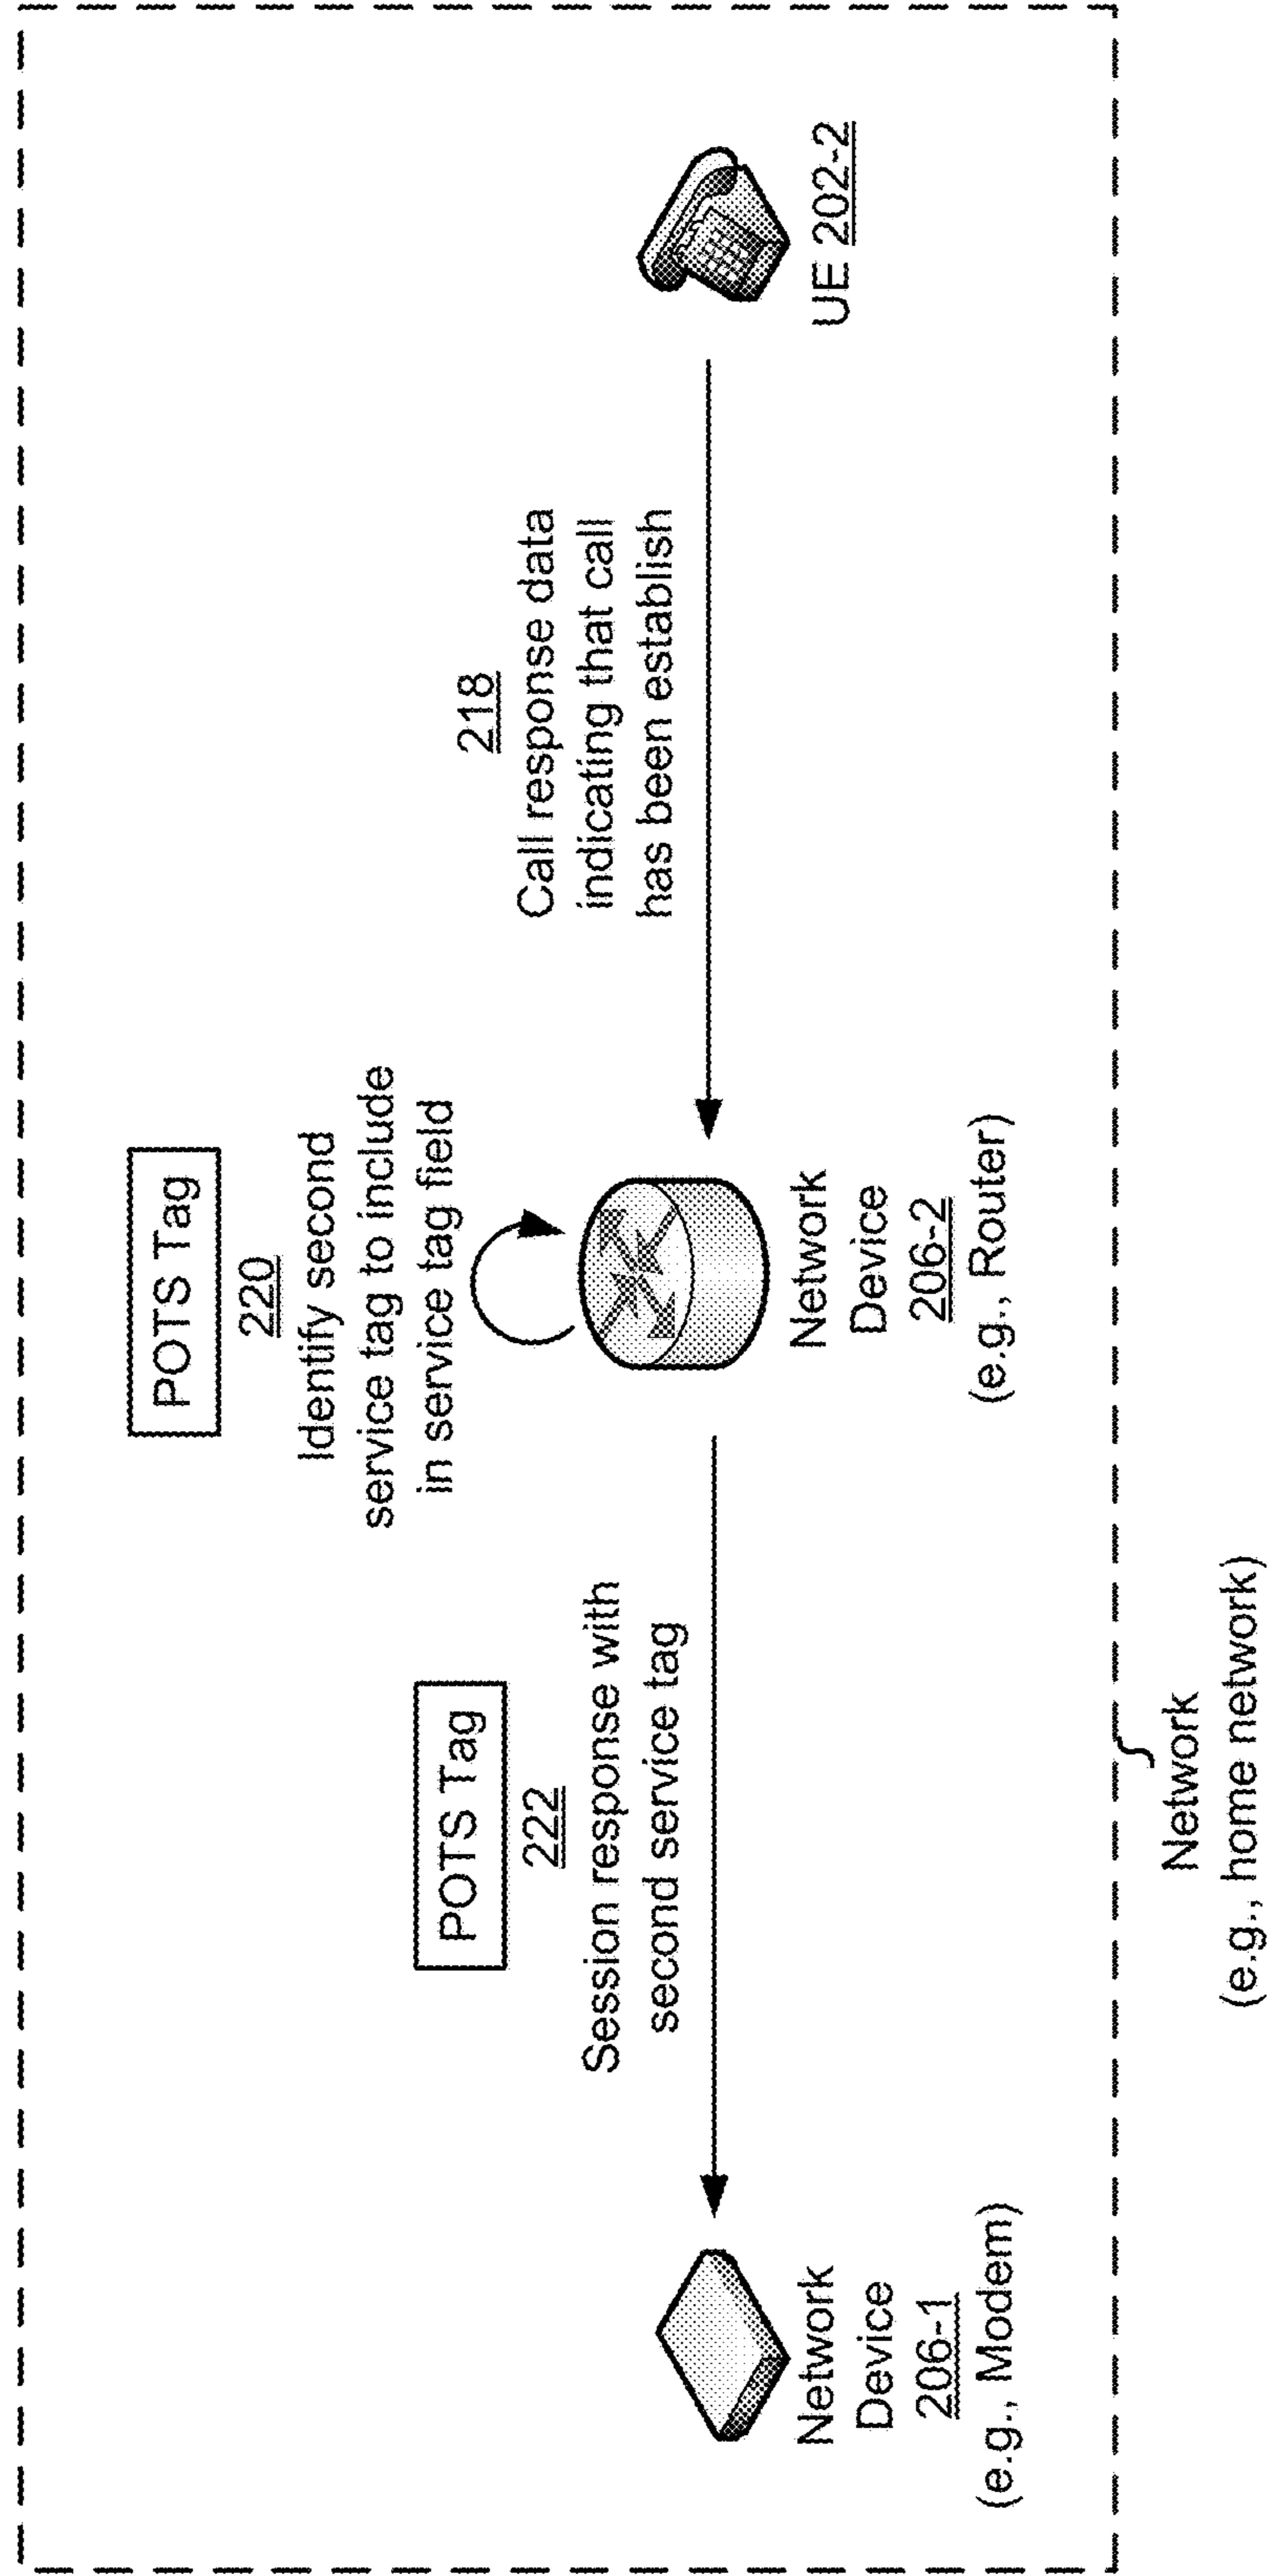 POTS Tag
220
Identify second
service tag to include
in service tag field
POTS Tag
222
Session response with
second service tag
218
Call response data
indicating that call
has been establish
Network
Device
206-1
(e.g., Modem)
Network
Device
206-2
(e.g., Router)
UE 202-2
Network
(e.g., home network)